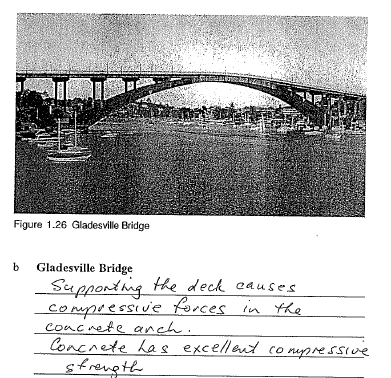 Figure 1.26 Gladesville Bridge
b Gladesville Bridge
Supporting the deck causes
compressive forces in the
concrete arch.
Concrete has excellent compressive
strength